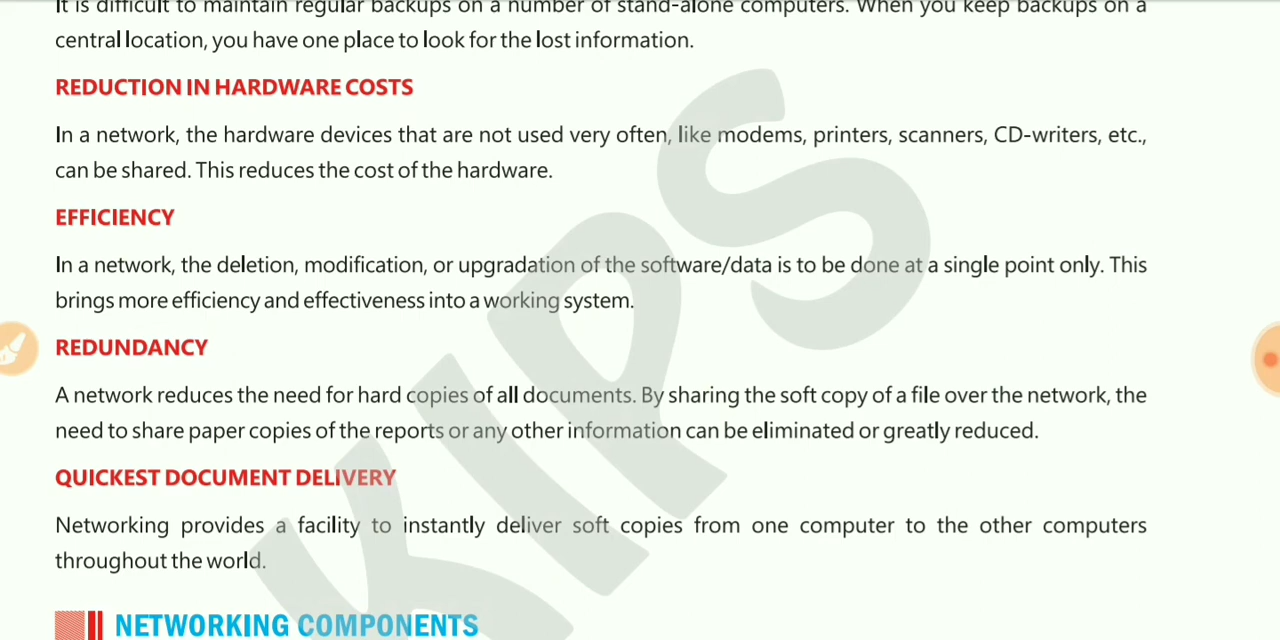 It is difficult to maintain regular backups on a number of stand-alone computers. When you keep backups on a
central location, you have one place to look for the lost information.
REDUCTION IN HARDWARE COSTS
In a network, the hardware devices that are not used very often, like modems, printers, scanners, CD-writers, etc.,
can be shared. This reduces the cost of the hardware.
EFFICIENCY
In a network, the deletion, modification, or upgradation of the software/data is to be done at a single point only. This
brings more efficiency and effectiveness into a working system.
REDUNDANCY
A network reduces the need for hard copies of all documents. By sharing the soft copy of a file over the network, the
need to share paper copies of the reports or any other information can be eliminated or greatly reduced.
QUICKEST DOCUMENT DELIVERY
Networking provides a facility to instantly deliver soft copies from one computer to the other computers
throughout the world.
NETWORKING COMPONENTS
KIPS